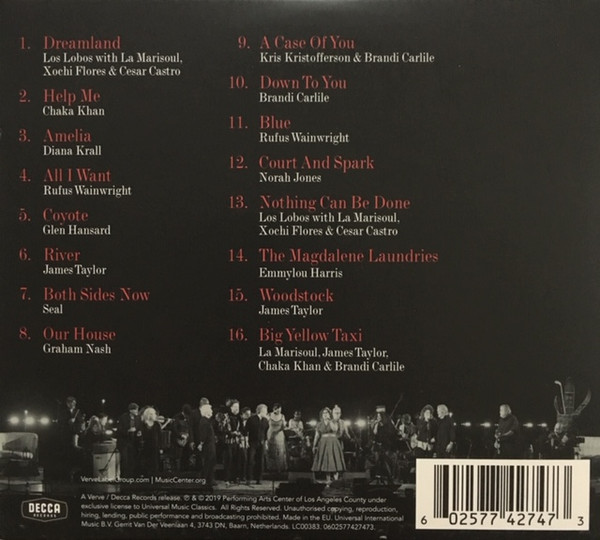 1. Dreamland
Los Lobos with La Marisoul,
Xochi Flores & Cesar Castro
2. Help Me
Chaka Khan
3. Amelia
Diana Krall
4. All I Want
Rufus Wainwright
5. Coyote
Glen Hansard
6. River
James Taylor
7. Both Sides Now
Seal
8. Our House
Graham Nash
9. A Case Of You
Kris Kristofferson & Brandi Carlile
10. Down To You
Brandi Carlile
11. Blue
Rufus Wainwright
12. Court And Spark
Norah Jones
13. Nothing Can Be Done
Los Lobos with La Marisoul,
Xochi Flores & Cesar Castro
14. The Magdalene Laundries
Emmylou Harris
15. Woodstock
James Taylor
16. Big Yellow Taxi
La Marisoul, James Taylor,
Chaka Khan & Brandi Carlile
VerveLabelGroup.com | MusicCenter.org
DECCA
RECORDS
A Verve / Decca Records release. ℗ & © 2019 Performing Arts Center of Los Angeles County under
exclusive license to Universal Music Classics. All Rights Reserved. Unauthorised copying, reproduction,
hiring, lending, public performance and broadcasting prohibited. Made in the EU. Universal International
Music B.V. Gerrit Van Der Veenlaan 4, 3743 DN, Baarn, Netherlands. LC00383. 0602577427473.
6 02577 42747 3